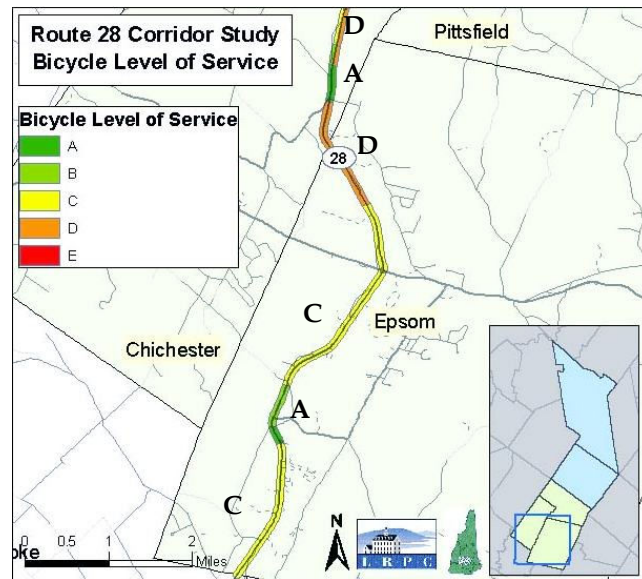 Route 28 Corridor Study
Bicycle Level of Service
D
Pittsfield
A
Bicycle Level of Service
A
B
C
D
E
D
28
C
Epsom
Chichester
A
C
N
0 0.5 1 2
Miles
oke
L R P C